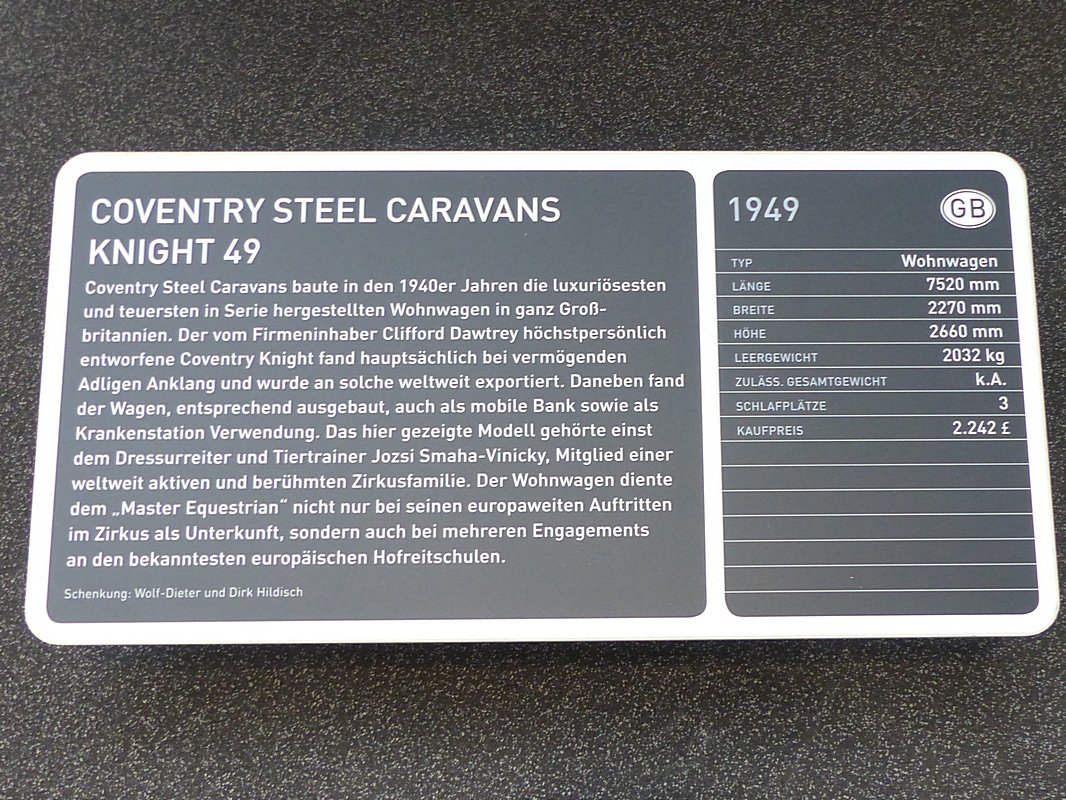 COVENTRY STEEL CARAVANS
KNIGHT 49
Coventry Steel Caravans baute in den 1940er Jahren die luxuriösesten
und teuersten in Serie hergestellten Wohnwagen in ganz Groß-
britannien. Der vom Firmeninhaber Clifford Dawtrey höchstpersönlich
entworfene Coventry Knight fand hauptsächlich bei vermögenden
Adligen Anklang und wurde an solche weltweit exportiert. Daneben fand
der Wagen, entsprechend ausgebaut, auch als mobile Bank sowie als
Krankenstation Verwendung. Das hier gezeigte Modell gehörte einst
dem Dressurreiter und Tiertrainer Jozsi Smaha-Vinicky, Mitglied einer
weltweit aktiven und berühmten Zirkusfamilie. Der Wohnwagen diente
dem „Master Equestrian“ nicht nur bei seinen europaweiten Auftritten
im Zirkus als Unterkunft, sondern auch bei mehreren Engagements
an den bekanntesten europäischen Hofreitschulen.
Schenkung: Wolf-Dieter und Dirk Hildisch
1949 GB
TYP Wohnwagen
LÄNGE 7520 mm
BREITE 2270 mm
HÖHE 2660 mm
LEERGEWICHT 2032 kg
ZULÄSS. GESAMTGEWICHT k.A.
SCHLAFPLÄTZE 3
KAUFPREIS 2.242 £